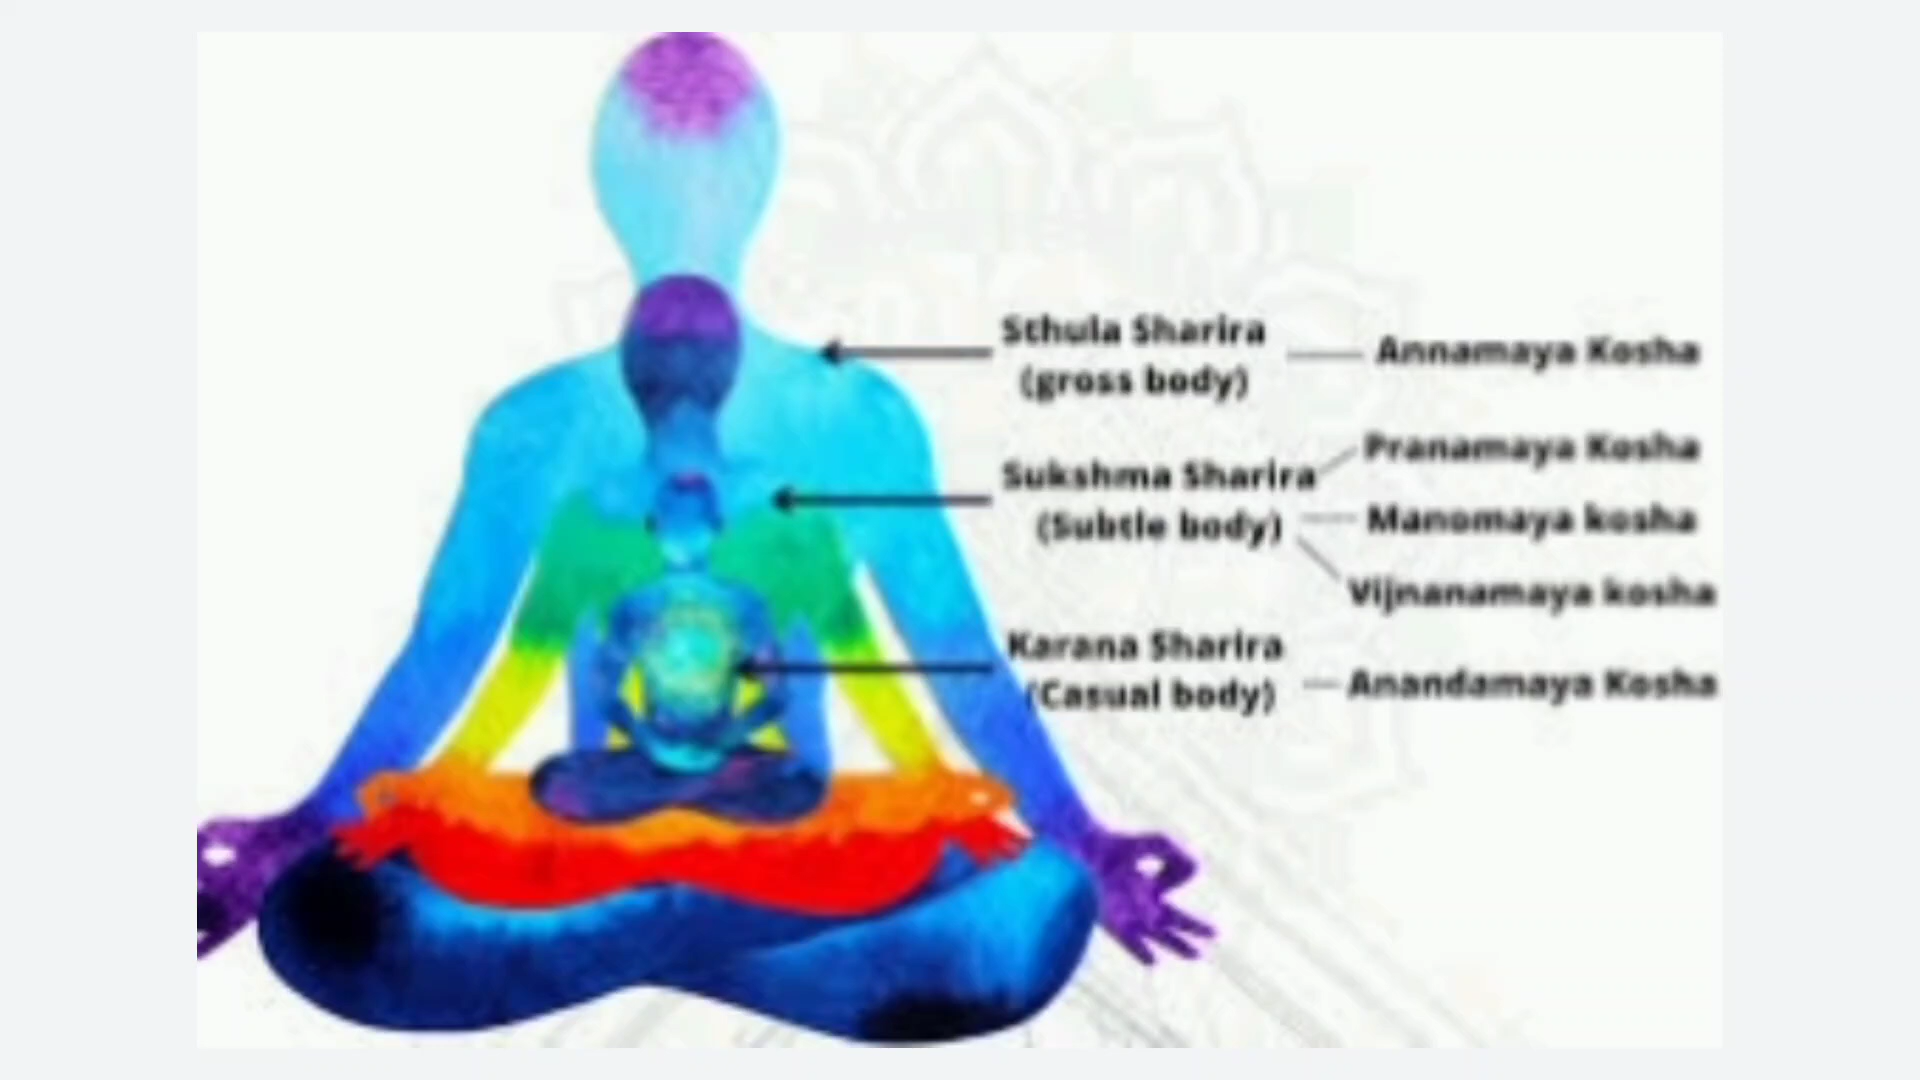 Sthula Sharira
(gross body)
Annamaya Kosha
Pranamaya Kosha
Sukshma Sharira
(Subtle body)
Manomaya kosha
Vijnanamaya kosha
Karana Sharira
(Casual body)
Anandamaya Kosha